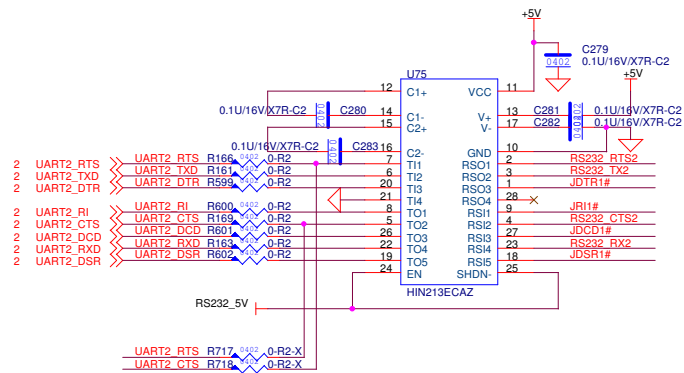 +5V
C279
0402
0.1U/16V/X7R-C2
+5V
U75
12 C1+ VCC 11
0.1U/16V/X7R-C2 0402 C280 14 C1- V+ 13 C281 0.1U/16V/X7R-C2
15 C2+ V- 17 C282 0.1U/16V/X7R-C2
0.1U/16V/X7R-C2 0402 C283 16 C2- GND 10
2 UART2_RTS UART2_RTS R166 0402 0-R2 7 TI1 RSO1 2 RS232_RTS2
2 UART2_TXD UART2_TXD R161 0402 0-R2 6 TI2 RSO2 3 RS232_TX2
2 UART2_DTR UART2_DTR R599 0402 0-R2 20 TI3 RSO3 1 JDTR1#
21 TI4 RSO4 28
2 UART2_RI UART2_RI R600 0402 0-R2 8 TO1 RSI1 9 JRI1#
2 UART2_CTS UART2_CTS R169 0402 0-R2 5 TO2 RSI2 4 RS232_CTS2
2 UART2_DCD UART2_DCD R601 0402 0-R2 26 TO3 RSI3 27 JDCD1#
2 UART2_RXD UART2_RXD R163 0402 0-R2 22 TO4 RSI4 23 RS232_RX2
2 UART2_DSR UART2_DSR R602 0402 0-R2 19 TO5 RSI5 18 JDSR1#
24 EN SHDN- 25
HIN213ECAZ
RS232_5V
UART2_RTS R717 0402 0-R2-X
UART2_CTS R718 0402 0-R2-X